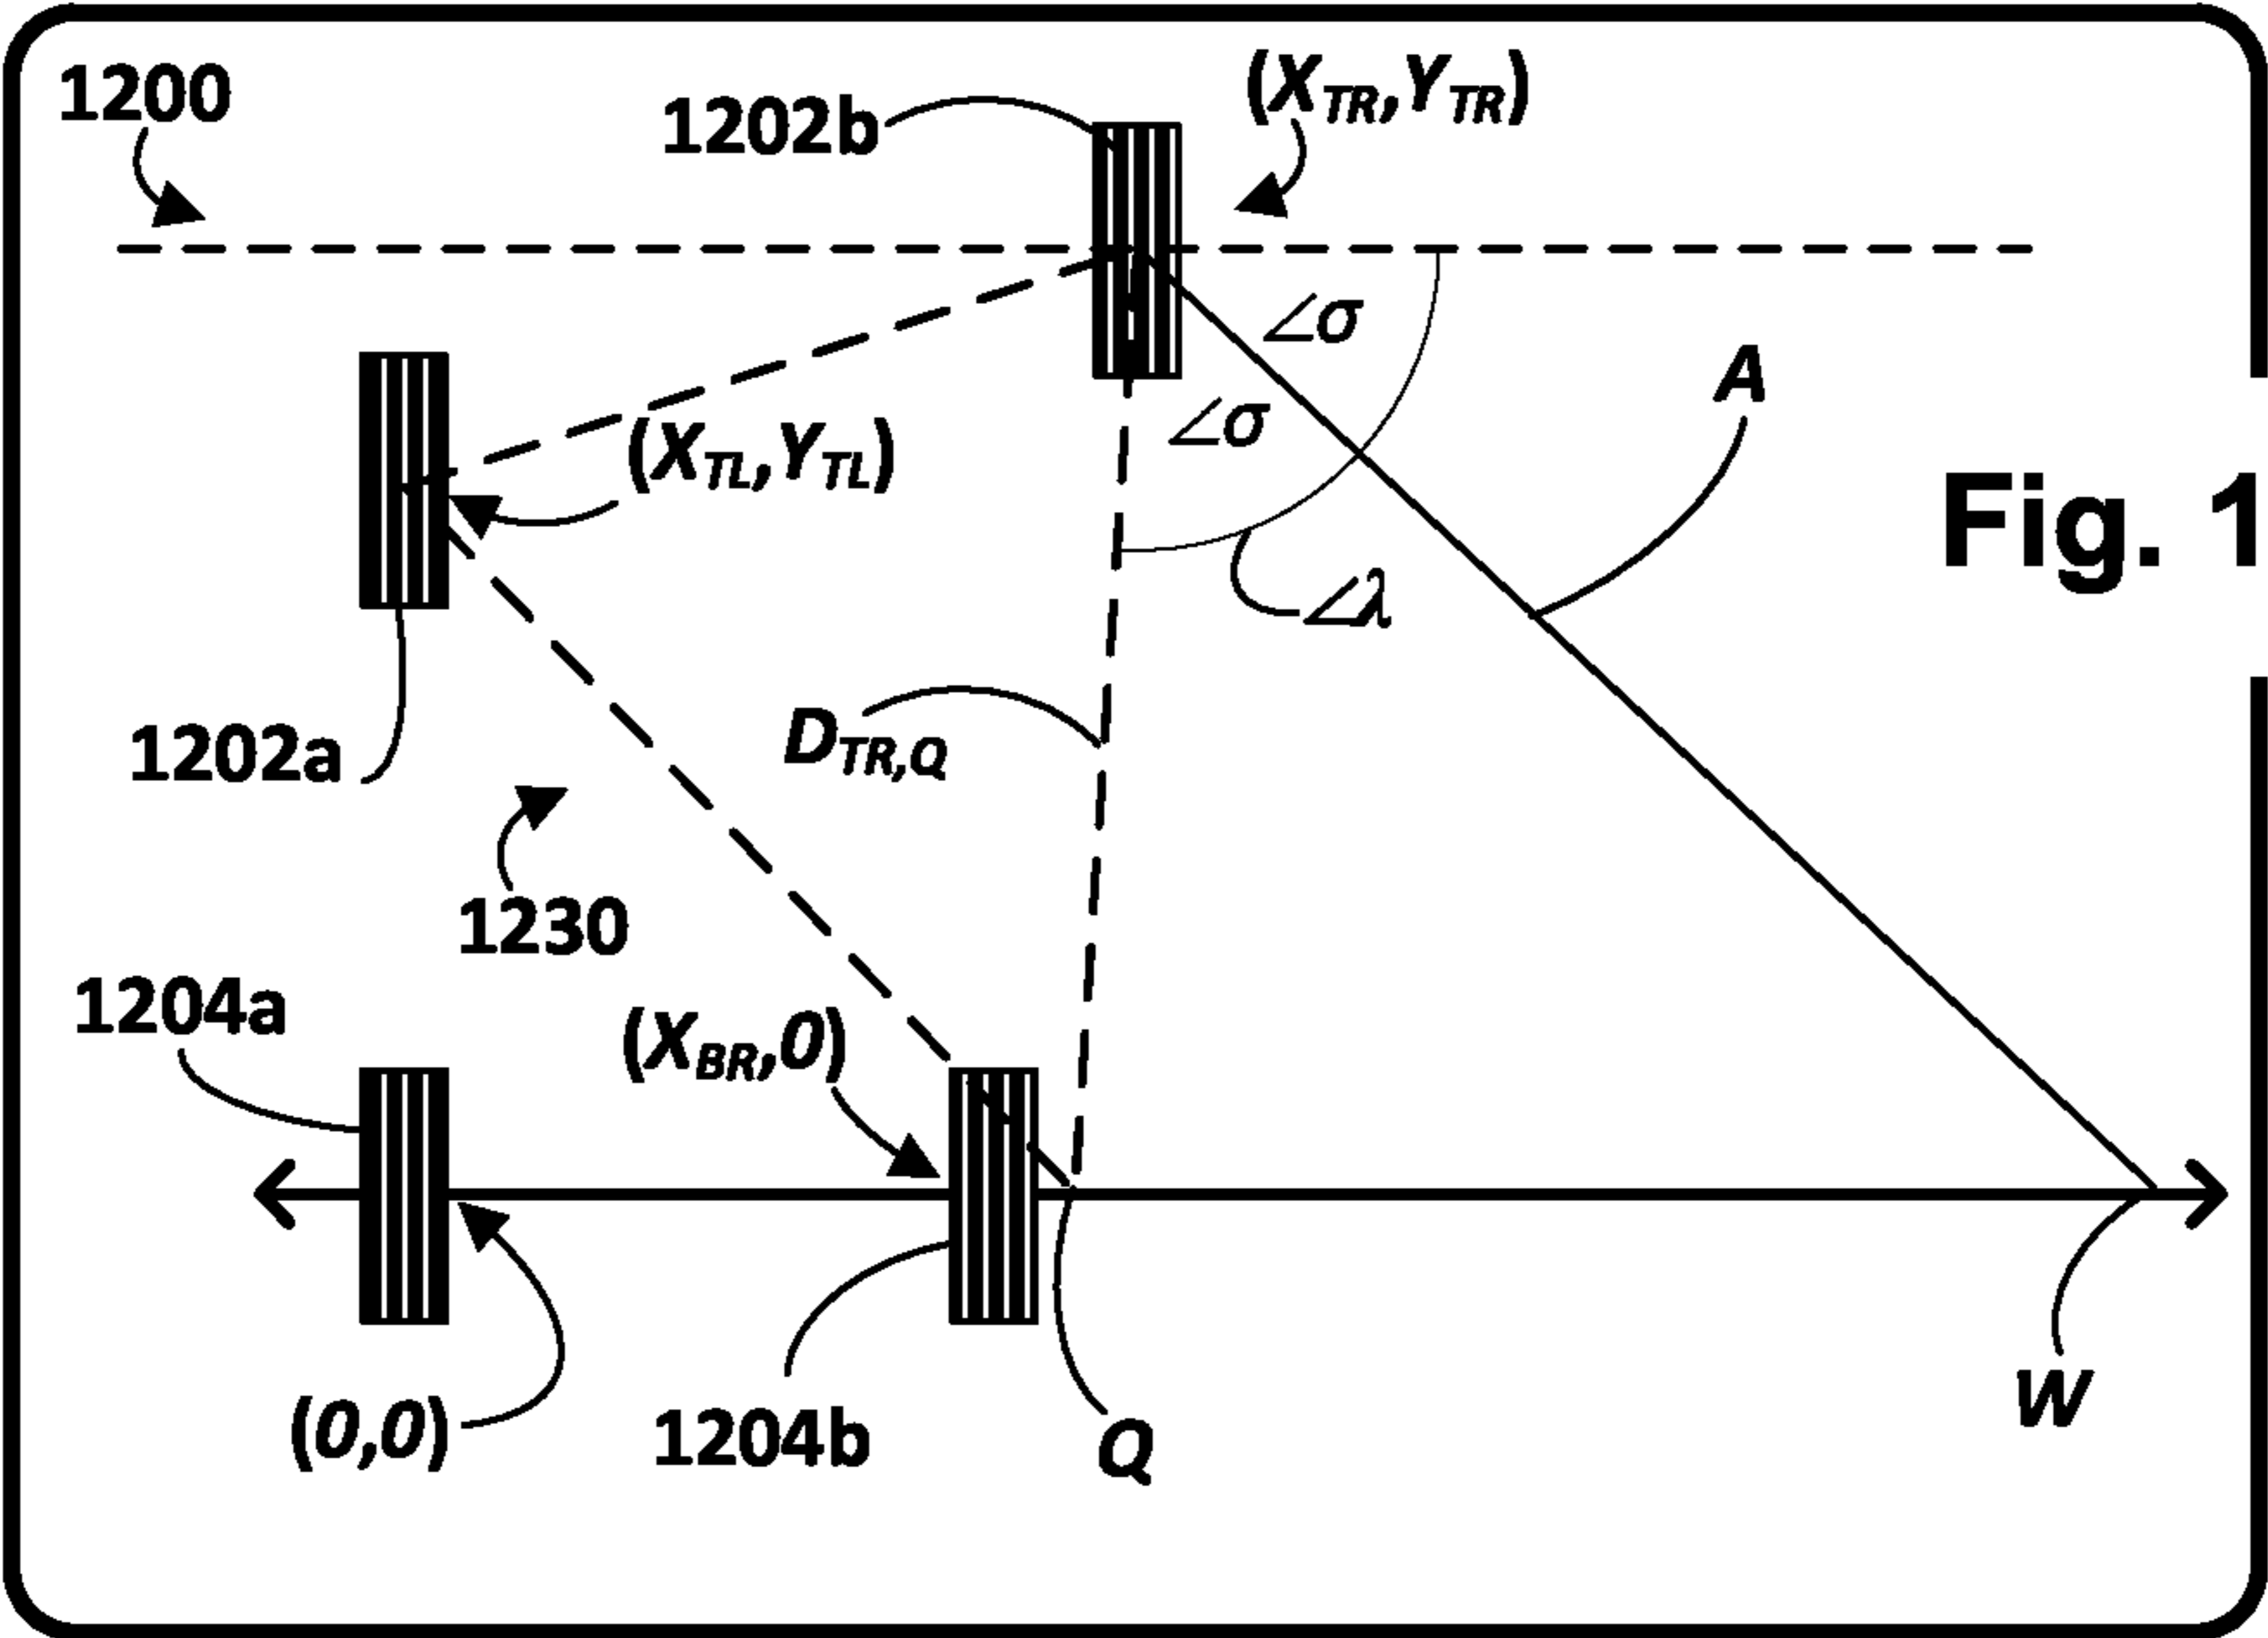 1200
1202b
(XTR,YTR)
∠σ
∠σ
A
(XTL,YTL)
Fig. 1
∠λ
1202a
DTR,Q
1230
1204a
(XBR,0)
(0,0)
1204b
Q
W